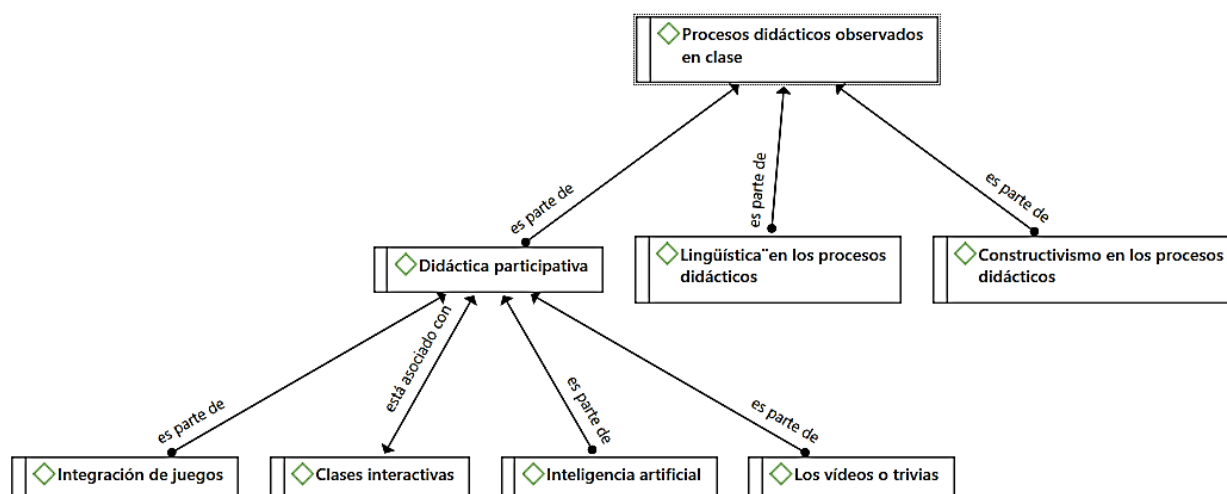 Procesos didácticos observados
en clase
es parte de
es parte de
es parte de
Didáctica participativa
Lingüística¨en los procesos
didácticos
Constructivismo en los procesos
didácticos
es parte de
está asociado con
es parte de
es parte de
Integración de juegos
Clases interactivas
Inteligencia artificial
Los vídeos o trivias